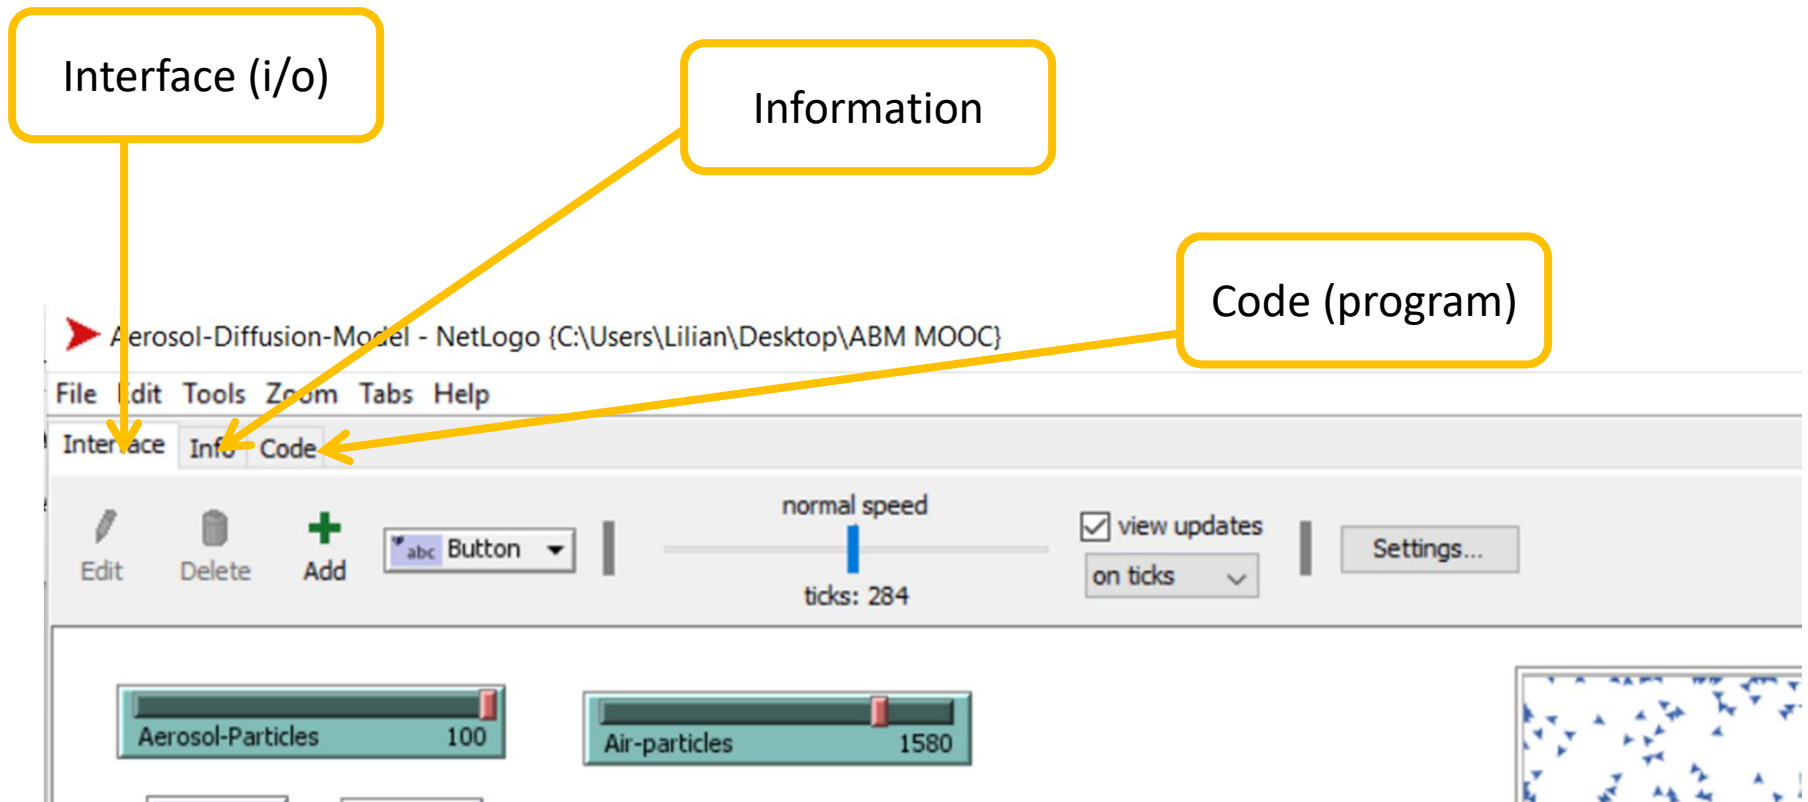 Interface (i/o)
Information
Code (program)
Aerosol-Diffusion-Model - NetLogo {C:\Users\Lilian\Desktop\ABM MOOC}
File Edit Tools Zoom Tabs Help
Interface Info Code
normal speed
view updates
abc Button
Settings...
Edit Delete Add
on ticks
ticks: 284
Aerosol-Particles 100
Air-particles 1580